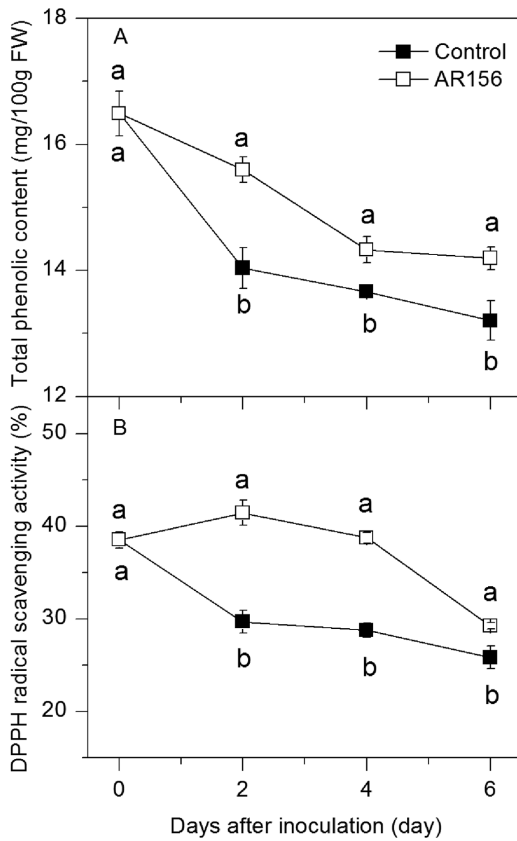 18
A
Control
AR156
a
a
16
a
a
a
14
b
b
b
12
Total phenolic content (mg/100g FW)
50
B
a
a
a
40
a
a
30
b
b
b
20
DPPH radical scavenging activity (%)
0
2
4
6
Days after inoculation (day)